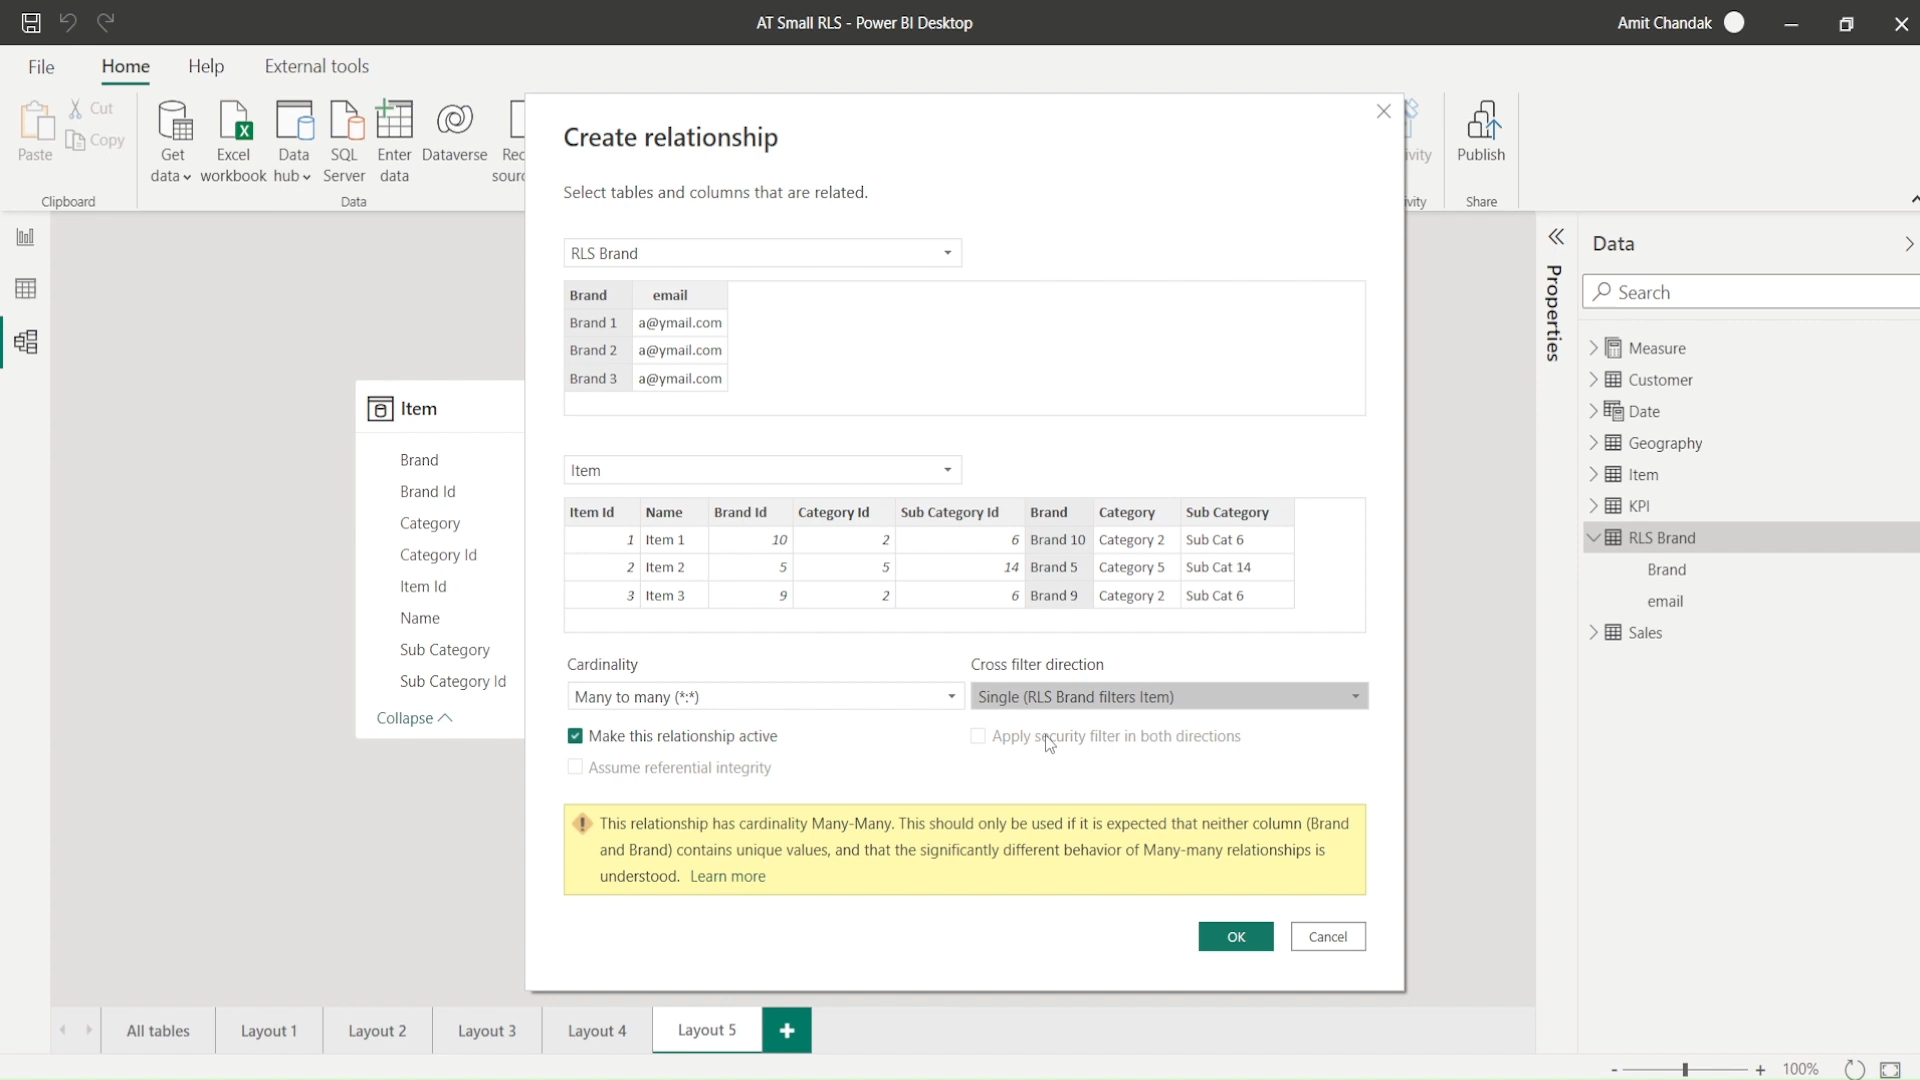 AT Small RLS - Power BI Desktop
Amit Chandak
File
Home
Help
External tools
Paste
Cut
Copy
Clipboard
Get data
Excel workbook
Data hub
SQL Server
Enter data
Dataverse
Data
Publish
Share
Create relationship
Select tables and columns that are related.
RLS Brand
Brand email
Brand 1 a@ymail.com
Brand 2 a@ymail.com
Brand 3 a@ymail.com
Item
Item Id Name Brand Id Category Id Sub Category Id Brand Category Sub Category
1 Item 1 10 2 6 Brand 10 Category 2 Sub Cat 6
2 Item 2 5 5 14 Brand 5 Category 5 Sub Cat 14
3 Item 3 9 2 6 Brand 9 Category 2 Sub Cat 6
Cardinality
Many to many (*:*)
Cross filter direction
Single (RLS Brand filters Item)
Make this relationship active
Apply security filter in both directions
Assume referential integrity
This relationship has cardinality Many-Many. This should only be used if it is expected that neither column (Brand
and Brand) contains unique values, and that the significantly different behavior of Many-many relationships is
understood. Learn more
OK
Cancel
Item
Brand
Brand Id
Category
Category Id
Item Id
Name
Sub Category
Sub Category Id
Collapse
Properties
Data
Search
Measure
Customer
Date
Geography
Item
KPI
RLS Brand
Brand
email
Sales
All tables
Layout 1
Layout 2
Layout 3
Layout 4
Layout 5
+
- + 100%